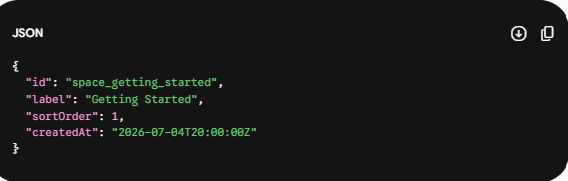 JSON
{
  "id": "space_getting_started",
  "label": "Getting Started",
  "sortOrder": 1,
  "createdAt": "2026-07-04T20:00:00Z"
}